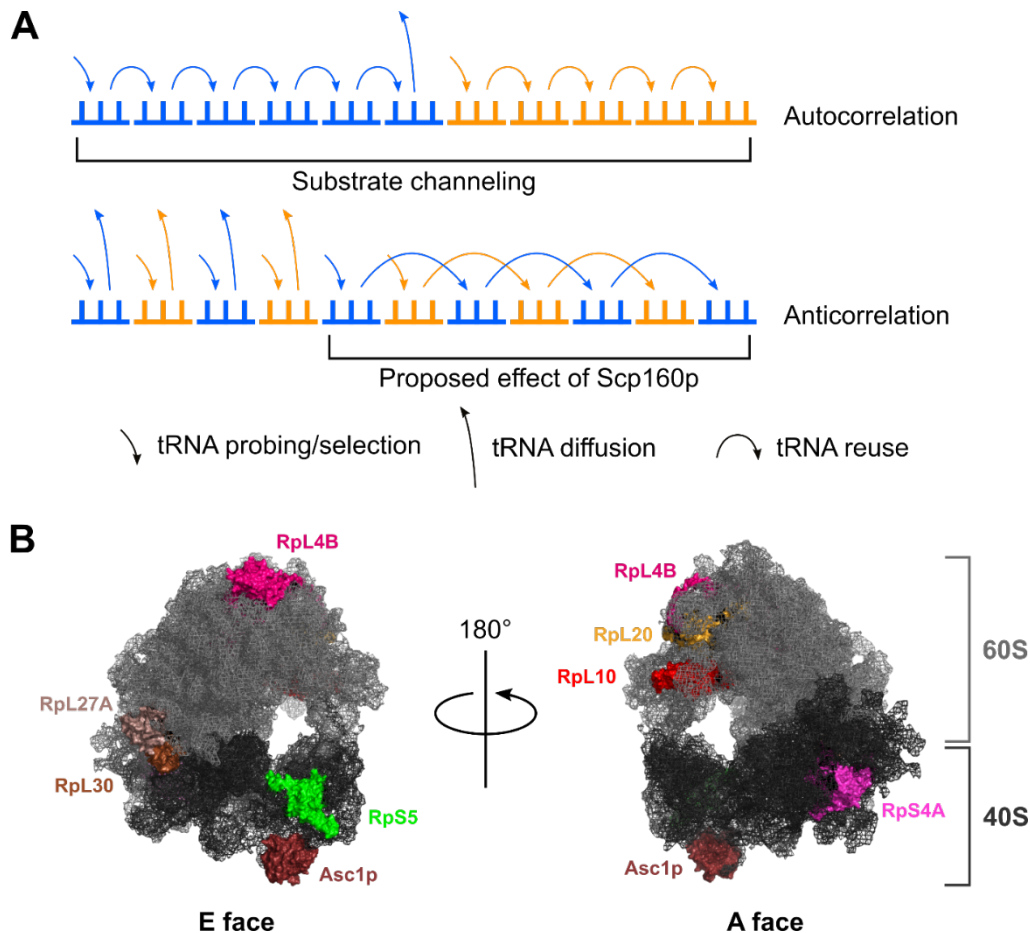 A
Autocorrelation
Substrate channeling
Anticorrelation
Proposed effect of Scp160p
tRNA probing/selection
tRNA diffusion
tRNA reuse
B
RpL4B
RpL27A
RpL30
RpS5
Asc1p
E face
180°
RpL4B
RpL20
RpL10
RpS4A
Asc1p
A face
60S
40S